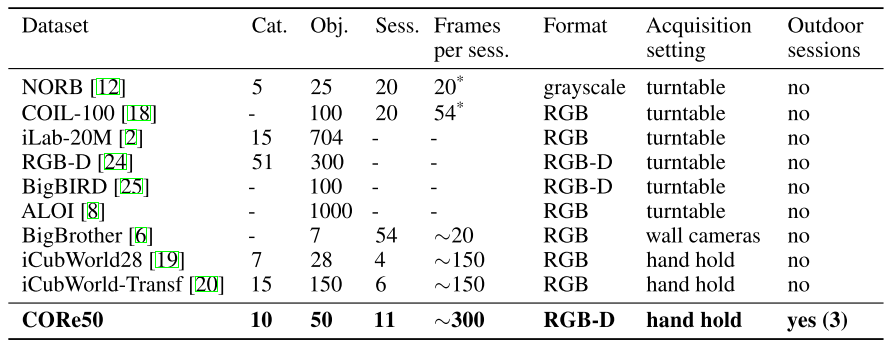 Dataset Cat. Obj. Sess. Frames per sess. Format Acquisition setting Outdoor sessions
NORB [12] 5 25 20 20* grayscale turntable no
COIL-100 [18] - 100 20 54* RGB turntable no
iLab-20M [2] 15 704 - - RGB turntable no
RGB-D [24] 51 300 - - RGB-D turntable no
BigBIRD [25] - 100 - - RGB-D turntable no
ALOI [8] - 1000 - - RGB turntable no
BigBrother [6] - 7 54 ∼20 RGB wall cameras no
iCubWorld28 [19] 7 28 4 ∼150 RGB hand hold no
iCubWorld-Transf [20] 15 150 6 ∼150 RGB hand hold no
CORe50 10 50 11 ∼300 RGB-D hand hold yes (3)